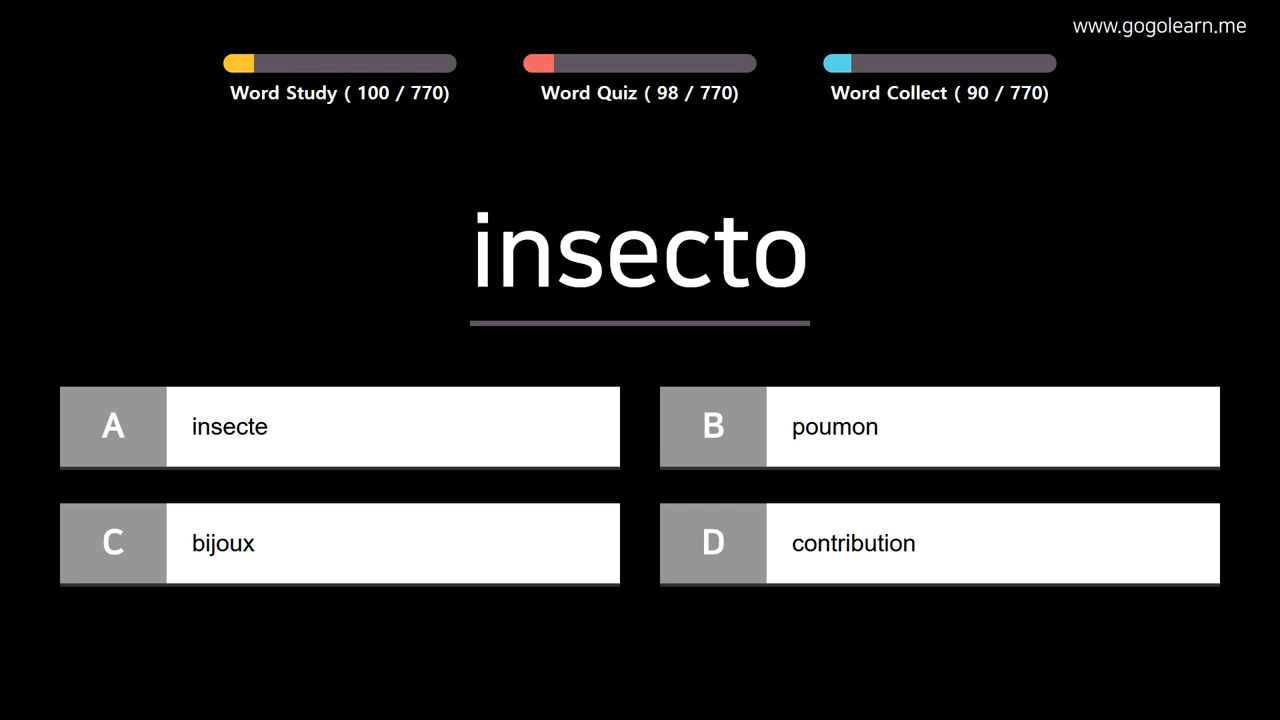 www.gogolearn.me
Word Study ( 100 / 770)
Word Quiz ( 98 / 770)
Word Collect ( 90 / 770)
insecto
A insecte
B poumon
C bijoux
D contribution